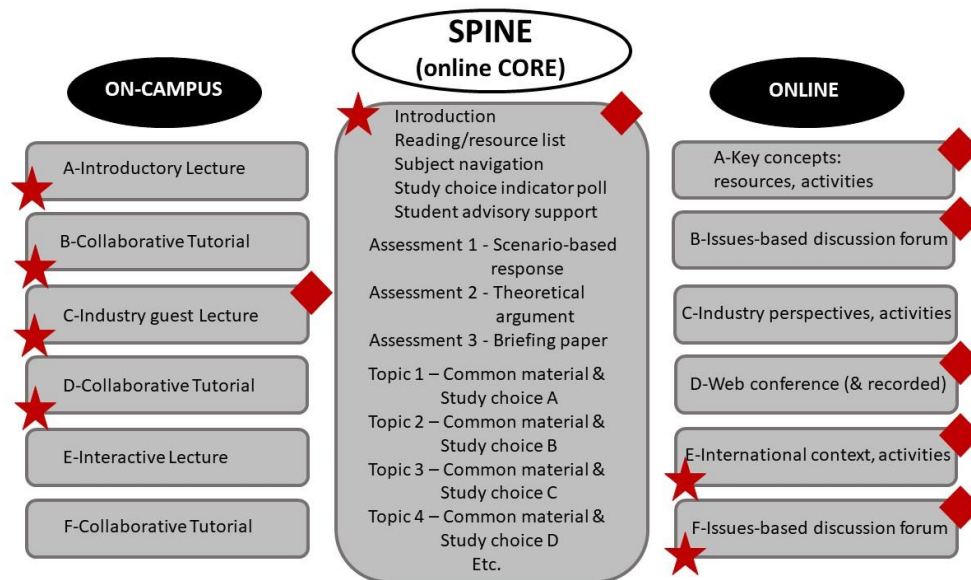 SPINE
(online CORE)
ON-CAMPUS
A-Introductory Lecture
B-Collaborative Tutorial
C-Industry guest Lecture
D-Collaborative Tutorial
E-Interactive Lecture
F-Collaborative Tutorial
Introduction
Reading/resource list
Subject navigation
Study choice indicator poll
Student advisory support
Assessment 1 - Scenario-based
response
Assessment 2 - Theoretical
argument
Assessment 3 - Briefing paper
Topic 1 – Common material &
Study choice A
Topic 2 – Common material &
Study choice B
Topic 3 – Common material &
Study choice C
Topic 4 – Common material &
Study choice D
Etc.
ONLINE
A-Key concepts:
resources, activities
B-Issues-based discussion forum
C-Industry perspectives, activities
D-Web conference (& recorded)
E-International context, activities
F-Issues-based discussion forum